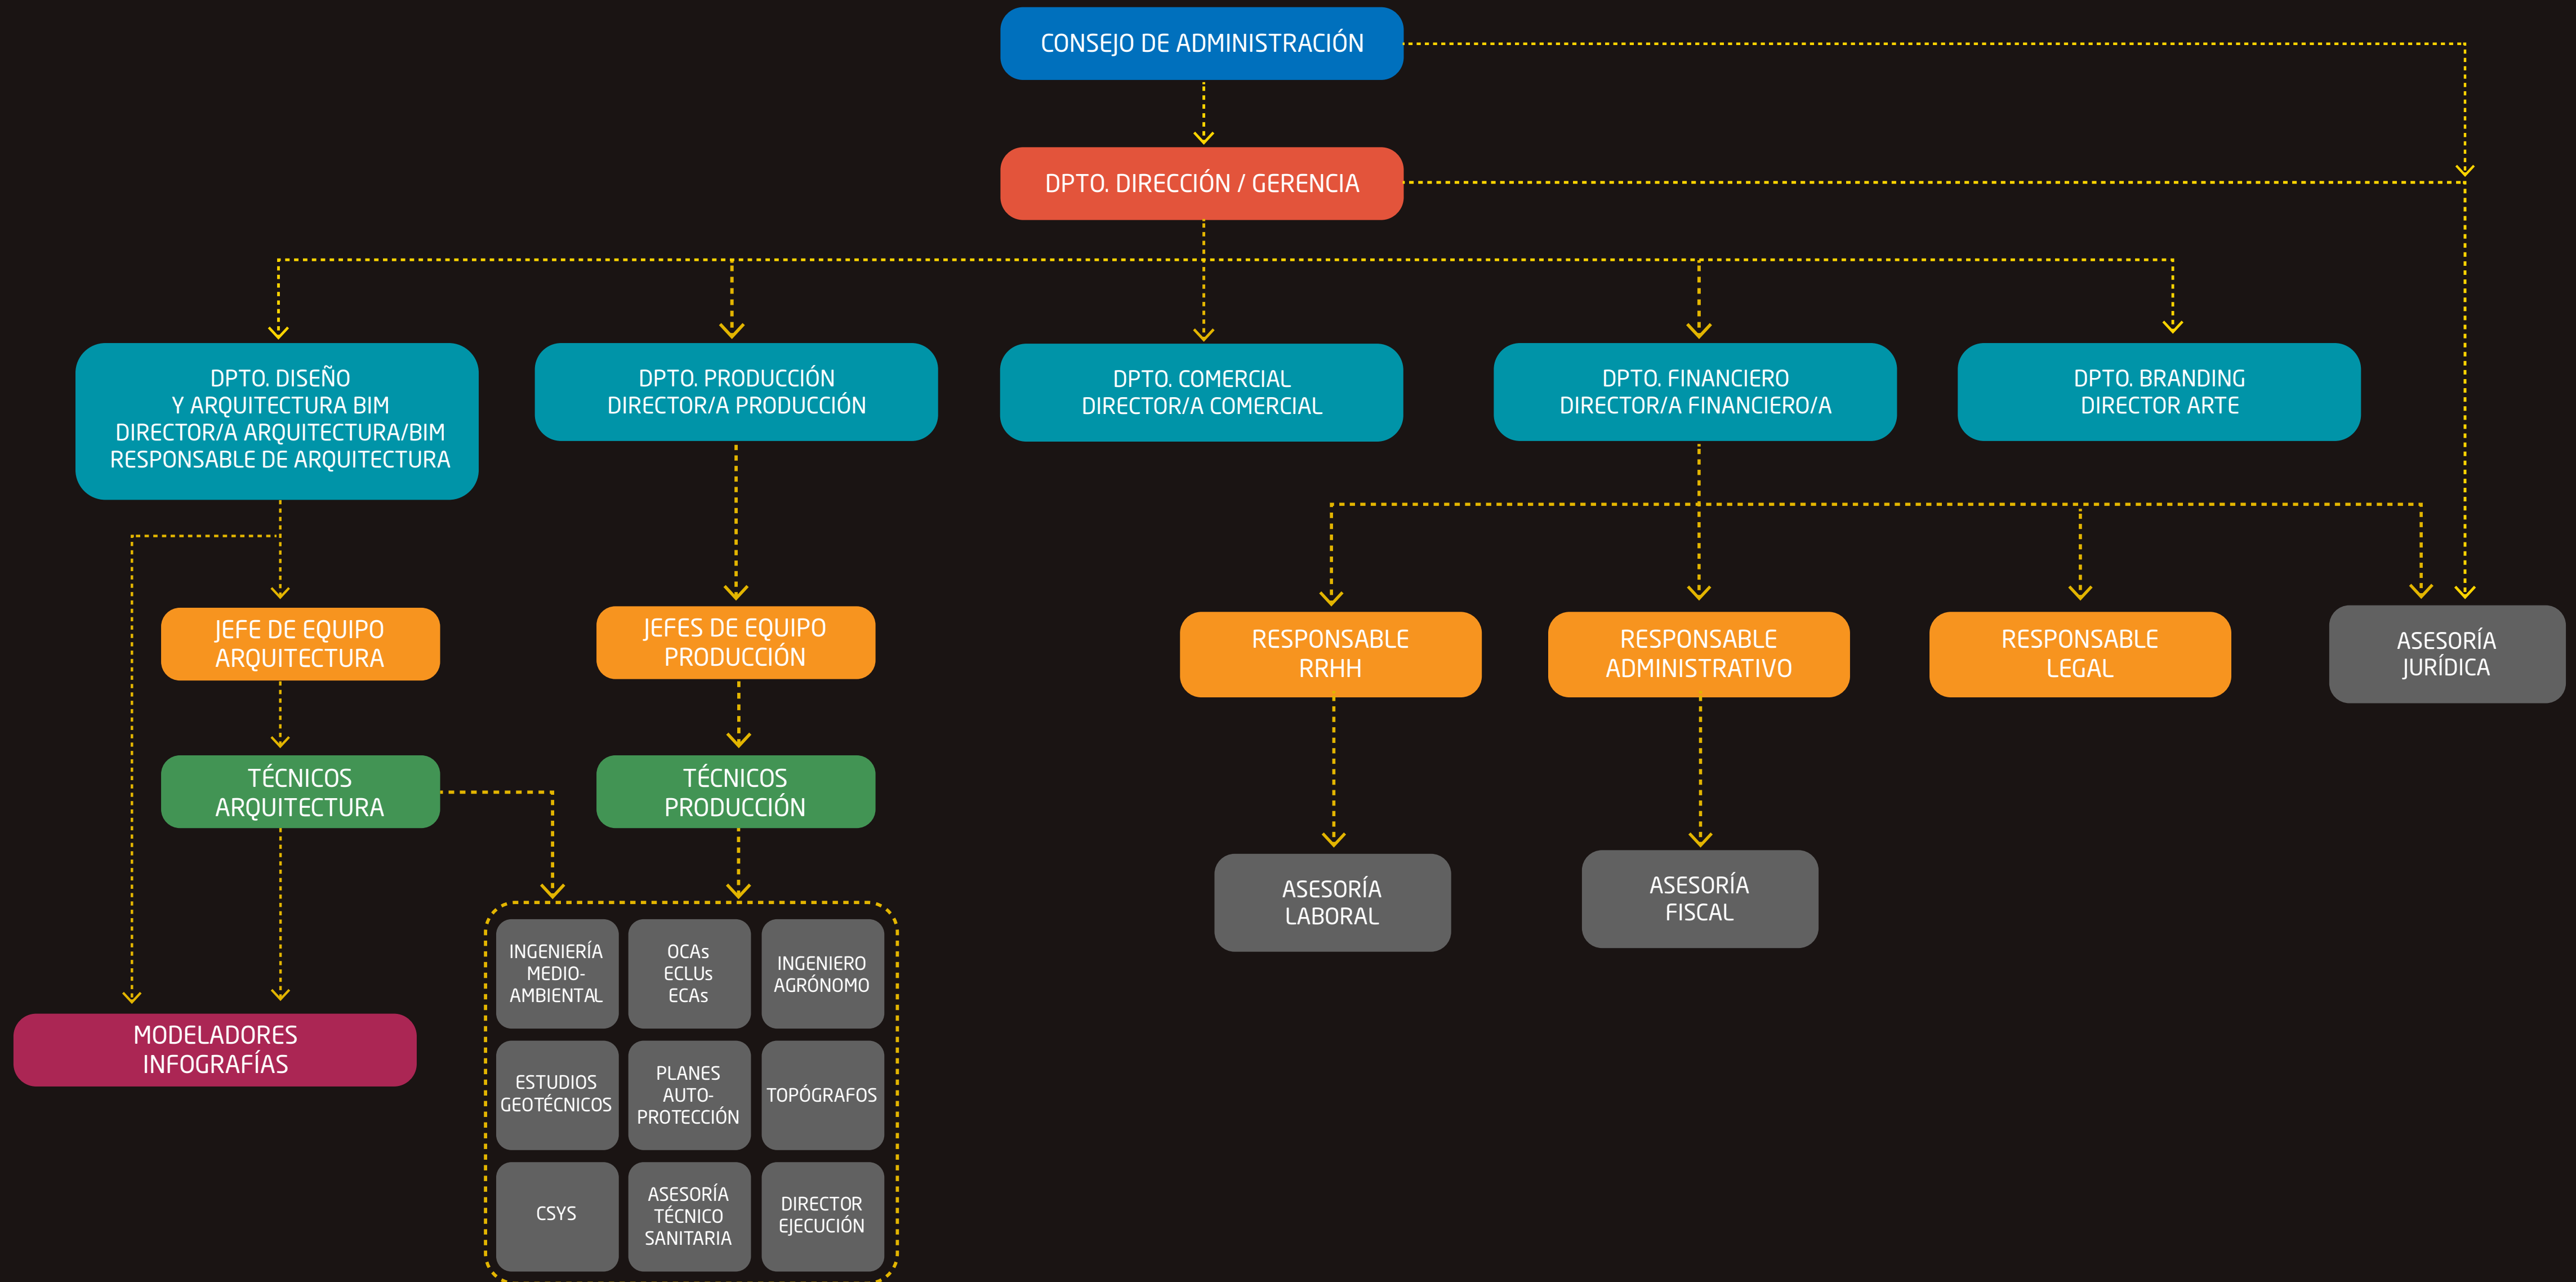 CONSEJO DE ADMINISTRACIÓN
DPTO. DIRECCIÓN / GERENCIA
DPTO. DISEÑO
Y ARQUITECTURA BIM
DIRECTOR/A ARQUITECTURA/BIM
RESPONSABLE DE ARQUITECTURA
DPTO. PRODUCCIÓN
DIRECTOR/A PRODUCCIÓN
DPTO. COMERCIAL
DIRECTOR/A COMERCIAL
DPTO. FINANCIERO
DIRECTOR/A FINANCIERO/A
DPTO. BRANDING
DIRECTOR ARTE
JEFE DE EQUIPO
ARQUITECTURA
JEFES DE EQUIPO
PRODUCCIÓN
RESPONSABLE
RRHH
RESPONSABLE
ADMINISTRATIVO
RESPONSABLE
LEGAL
ASESORÍA
JURÍDICA
TÉCNICOS
ARQUITECTURA
TÉCNICOS
PRODUCCIÓN
ASESORÍA
LABORAL
ASESORÍA
FISCAL
MODELADORES
INFOGRAFÍAS
INGENIERÍA
MEDIO-
AMBIENTAL
OCAs
ECLUs
ECAs
INGENIERO
AGRÓNOMO
ESTUDIOS
GEOTÉCNICOS
PLANES
AUTO-
PROTECCIÓN
TOPÓGRAFOS
CSYS
ASESORÍA
TÉCNICO
SANITARIA
DIRECTOR
EJECUCIÓN